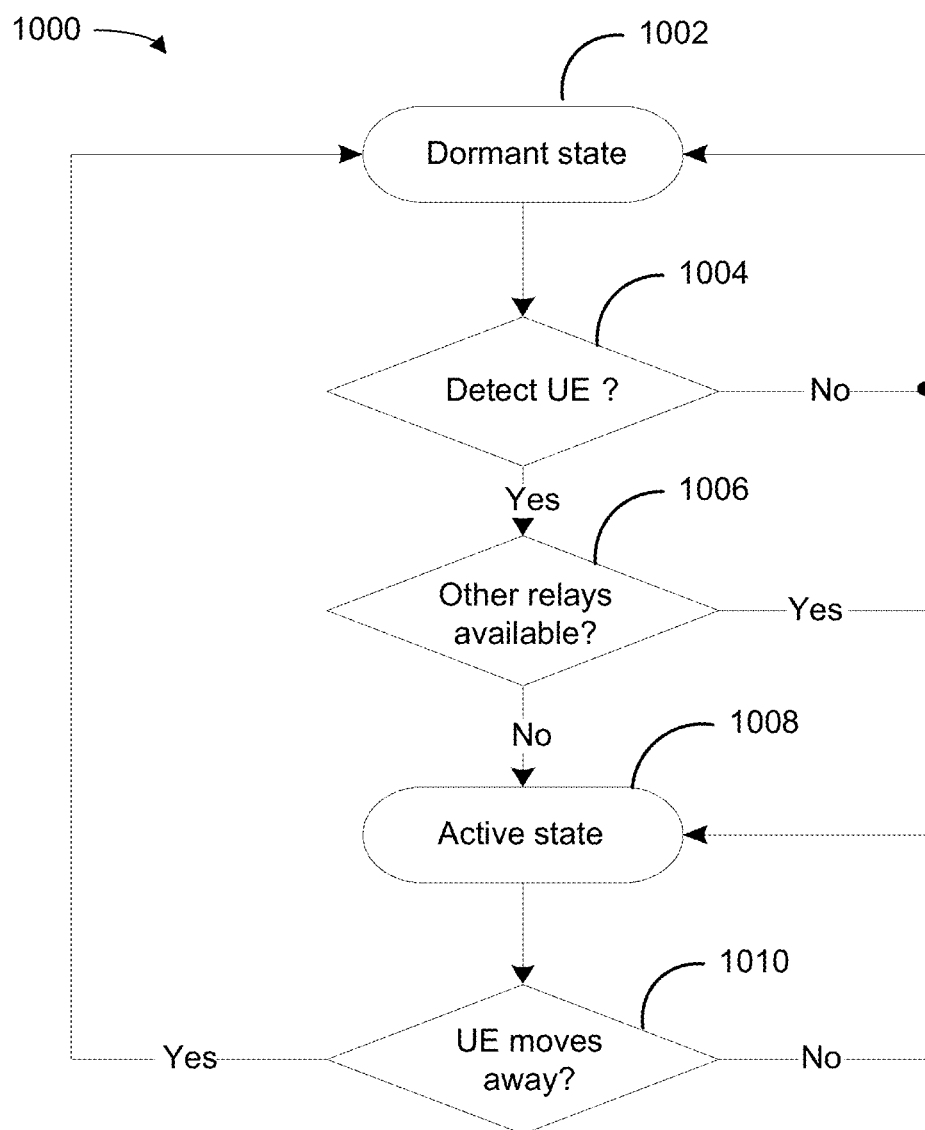 1000
1002
Dormant state
1004
Detect UE ?
No
Yes
1006
Other relays
available?
Yes
No
1008
Active state
1010
UE moves
away?
Yes
No